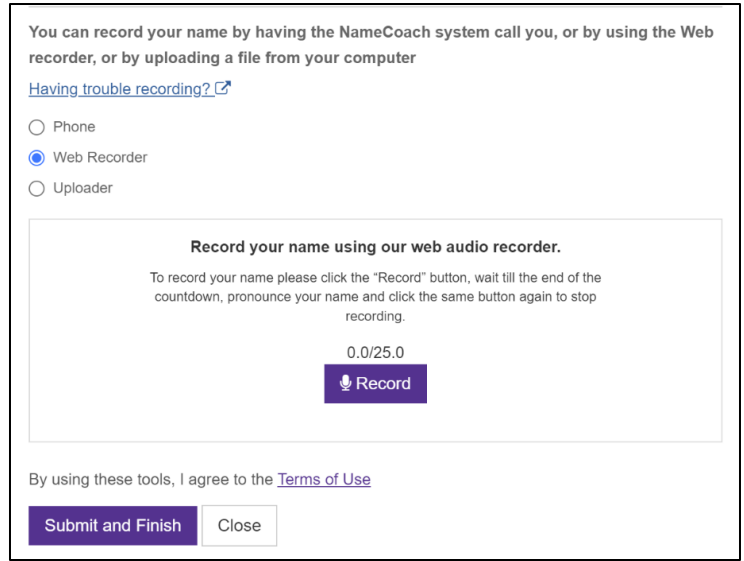 You can record your name by having the NameCoach system call you, or by using the Web
recorder, or by uploading a file from your computer
Having trouble recording?
Phone
Web Recorder
Uploader
Record your name using our web audio recorder.
To record your name please click the “Record” button, wait till the end of the
countdown, pronounce your name and click the same button again to stop
recording.
0.0/25.0
Record
By using these tools, I agree to the Terms of Use
Submit and Finish
Close